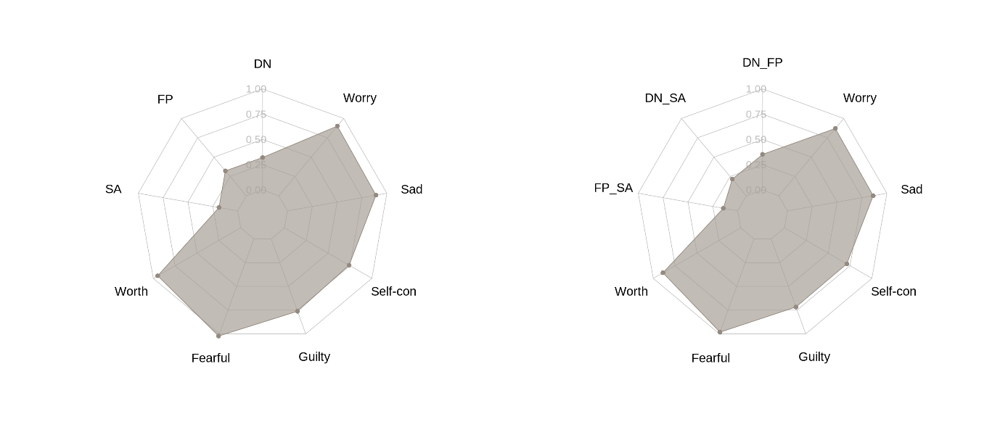 DN
FP
Worry
1.00
0.75
0.50
0.25
0.00
SA
Sad
Worth
Self-con
Fearful
Guilty
DN_FP
DN_SA
Worry
1.00
0.75
0.50
0.25
0.00
FP_SA
Sad
Worth
Self-con
Fearful
Guilty